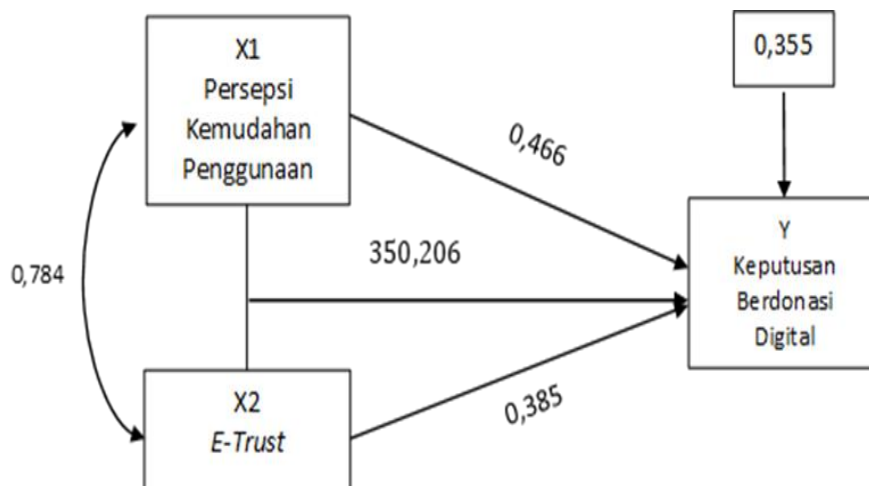 X1
Persepsi
Kemudahan
Penggunaan
0,355
0,466
Y
Keputusan
Berdonasi
Digital
350,206
0,784
X2
E-Trust
0,385